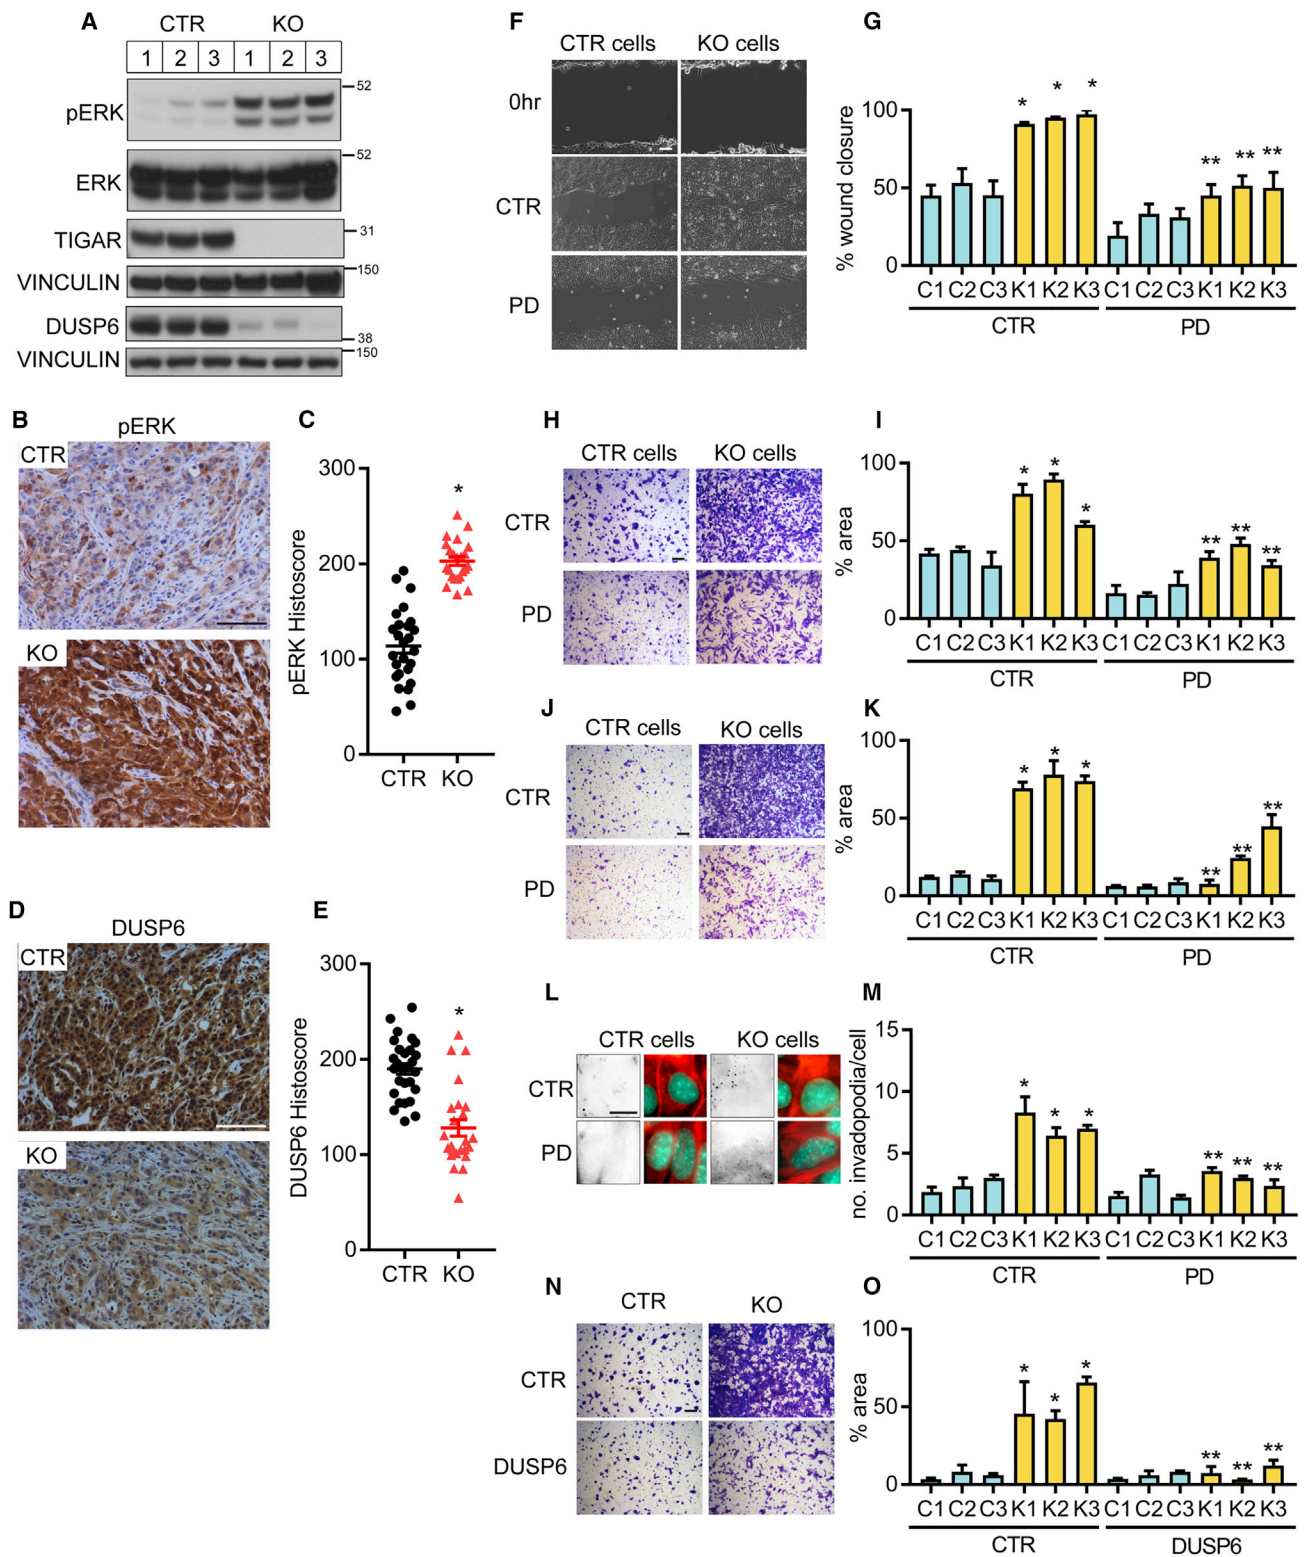 A
CTR KO
1 2 3 1 2 3
pERK
52
ERK
52
TIGAR
31
VINCULIN
150
DUSP6
38
VINCULIN
150
B
pERK
CTR
KO
C
pERK Histoscore
300
200
100
0
*
CTR KO
D
DUSP6
CTR
KO
E
DUSP6 Histoscore
300
200
100
0
*
CTR KO
F
CTR cells KO cells
0hr
CTR
PD
G
% wound closure
100
50
0
* * *
** ** **
C1 C2 C3 K1 K2 K3 C1 C2 C3 K1 K2 K3
CTR PD
H
CTR cells KO cells
CTR
PD
I
% area
100
50
0
* * *
** ** **
C1 C2 C3 K1 K2 K3 C1 C2 C3 K1 K2 K3
CTR PD
J
CTR cells KO cells
CTR
PD
K
% area
100
50
0
* * *
** ** **
C1 C2 C3 K1 K2 K3 C1 C2 C3 K1 K2 K3
CTR PD
L
CTR cells KO cells
CTR
PD
M
no. invadopodia/cell
15
10
5
0
* * *
** ** **
C1 C2 C3 K1 K2 K3 C1 C2 C3 K1 K2 K3
CTR PD
N
CTR KO
CTR
DUSP6
O
% area
100
50
0
* * *
** ** **
C1 C2 C3 K1 K2 K3 C1 C2 C3 K1 K2 K3
CTR DUSP6